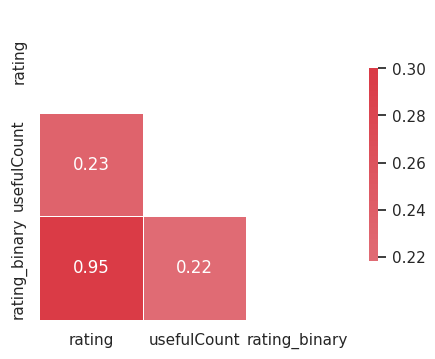 rating
usefulCount
rating_binary
0.23
0.95
0.22
rating usefulCount rating_binary
0.30
0.28
0.26
0.24
0.22